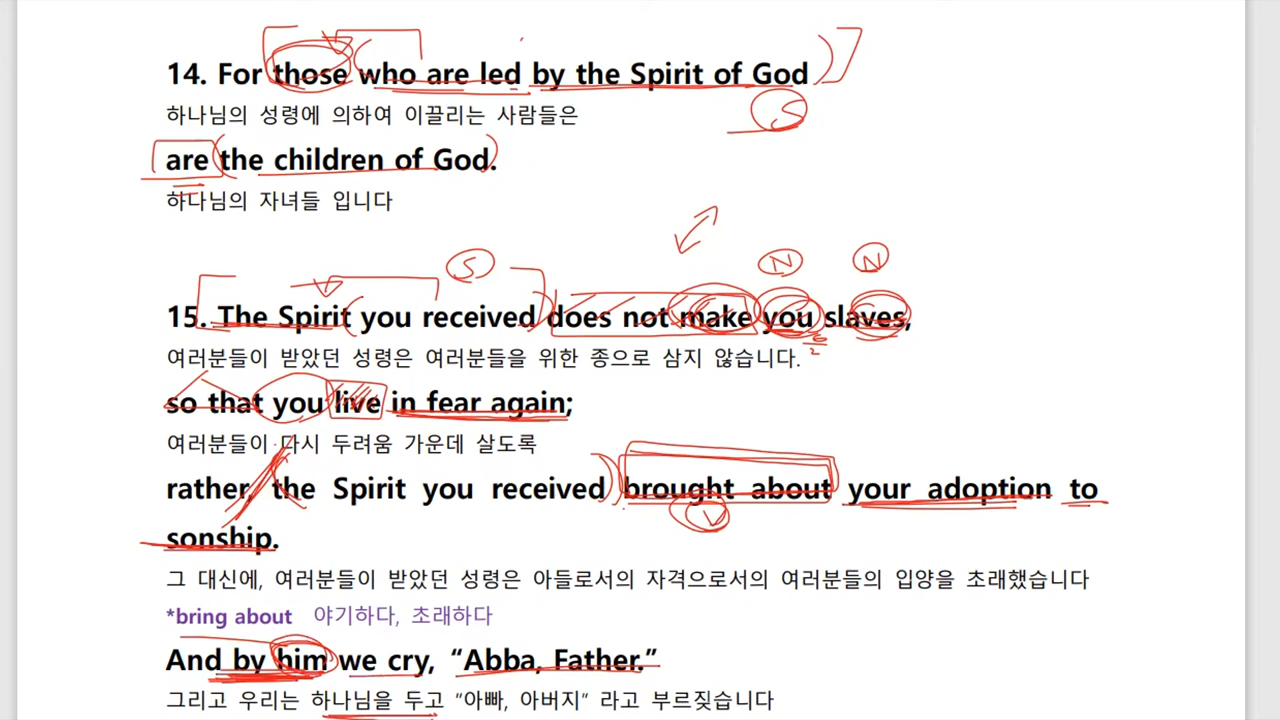 14. For those who are led by the Spirit of God
하나님의 성령에 의하여 이끌리는 사람들은
S
are the children of God.
하다님의 자녀들 입니다
S N N
15. The Spirit you received does not make you slaves,
여러분들이 받았던 성령은 여러분들을 위한 종으로 삼지 않습니다.
so that you live in fear again;
여러분들이 다시 두려움 가운데 살도록
rather, the Spirit you received brought about your adoption to
V
sonship.
그 대신에, 여러분들이 받았던 성령은 아들로서의 자격으로서의 여러분들의 입양을 초래했습니다
*bring about 야기하다, 초래하다
And by him we cry, “Abba, Father.”
그리고 우리는 하나님을 두고 “아빠, 아버지” 라고 부르짖습니다